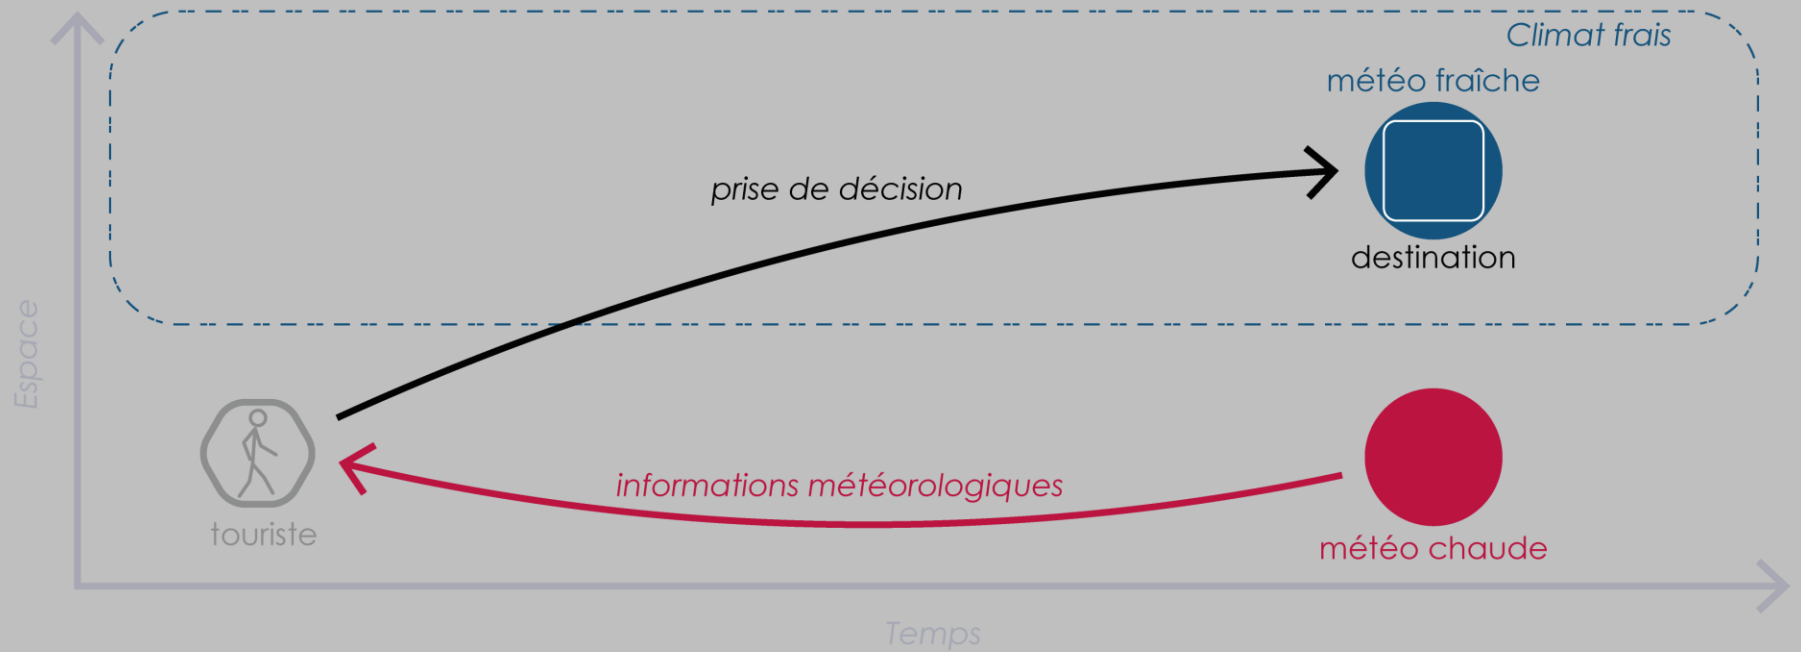 Climat frais
météo fraîche
prise de décision
destination
Espace
informations météorologiques
touriste
météo chaude
Temps